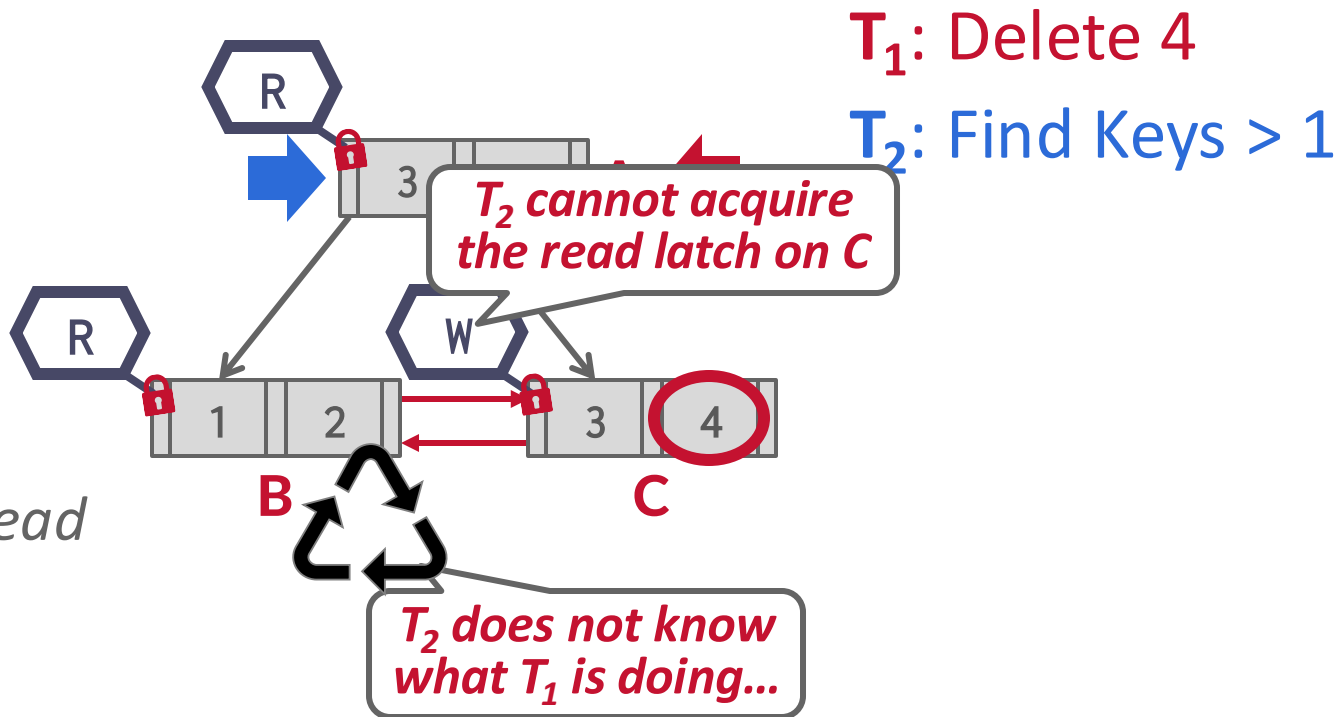 T₁: Delete 4
T₂: Find Keys > 1
R
3
T₂ cannot acquire
the read latch on C
R
W
1 2
3 4
B
C
ead
T₂ does not know
what T₁ is doing…